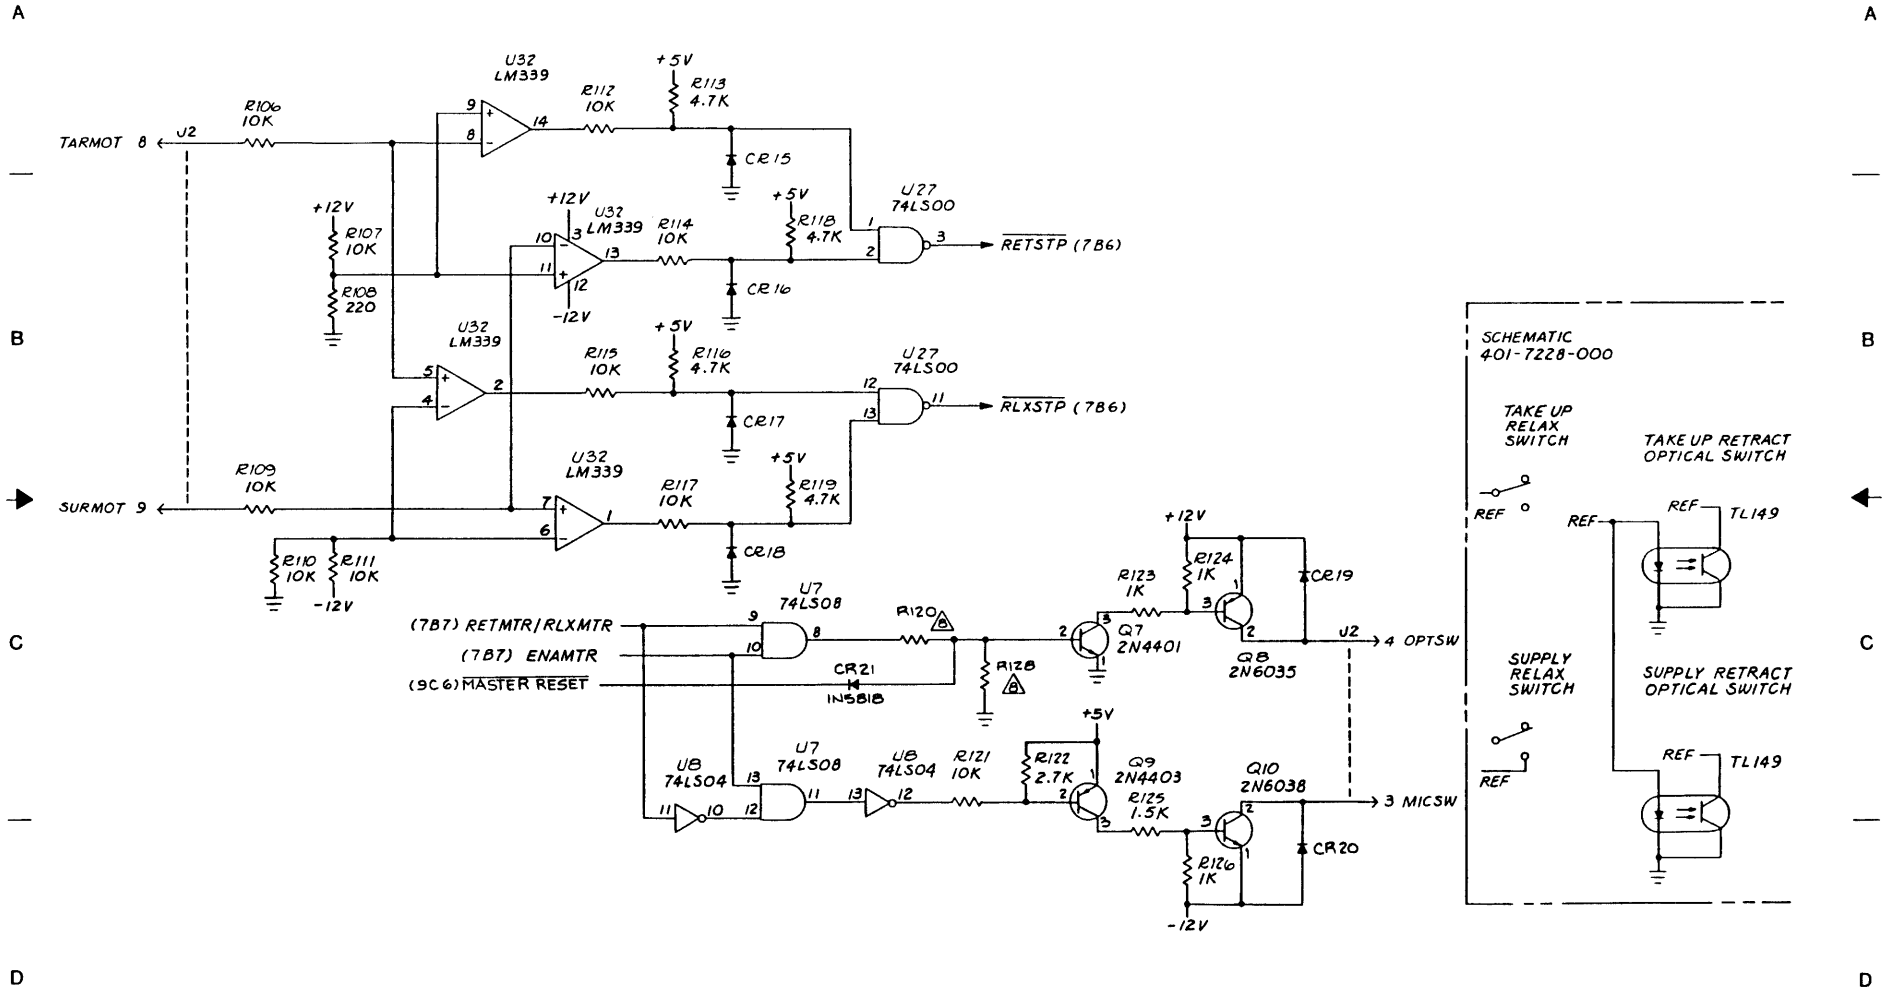 A
A
U32
LM339
+5V
R113
4.7K
R112
10K
R106
10K
9
+
8
-
14
TARMOT 8
J2
CR15
+12V
R107
10K
R108
220
+12V
3
U32
LM339
10
-
11
+
12
-12V
13
R114
10K
+5V
R118
4.7K
CR16
U27
74LS00
1
2
3
RETSTP (7B6)
B
B
U32
LM339
5
+
4
-
2
R115
10K
+5V
R116
4.7K
CR17
U27
74LS00
12
13
11
RLXSTP (7B6)
SCHEMATIC
401-7228-000
TAKE UP
RELAX
SWITCH
REF
TAKE UP RETRACT
OPTICAL SWITCH
REF
REF
TL149
R109
10K
SURMOT 9
U32
LM339
7
+
6
-
1
R117
10K
+5V
R119
4.7K
CR18
R110
10K
R111
10K
-12V
+12V
R124
1K
R123
1K
CR19
C
C
U7
74LS08
(7B7) RETMTR/RLXMTR
9
10
8
(7B7) ENAMTR
(9C6) MASTER RESET
CR21
1N5818
R120
8
R128
8
2
3
1
Q7
2N4401
3
1
2
Q8
2N6035
J2
4 OPTSW
SUPPLY
RELAX
SWITCH
REF
SUPPLY RETRACT
OPTICAL SWITCH
REF
TL149
U8
74LS04
11
10
U7
74LS08
13
12
11
U8
74LS04
13
12
R121
10K
+5V
R122
2.7K
2
1
3
Q9
2N4403
R125
1.5K
Q10
2N6038
3
2
1
3 MICSW
R126
1K
CR20
-12V
D
D